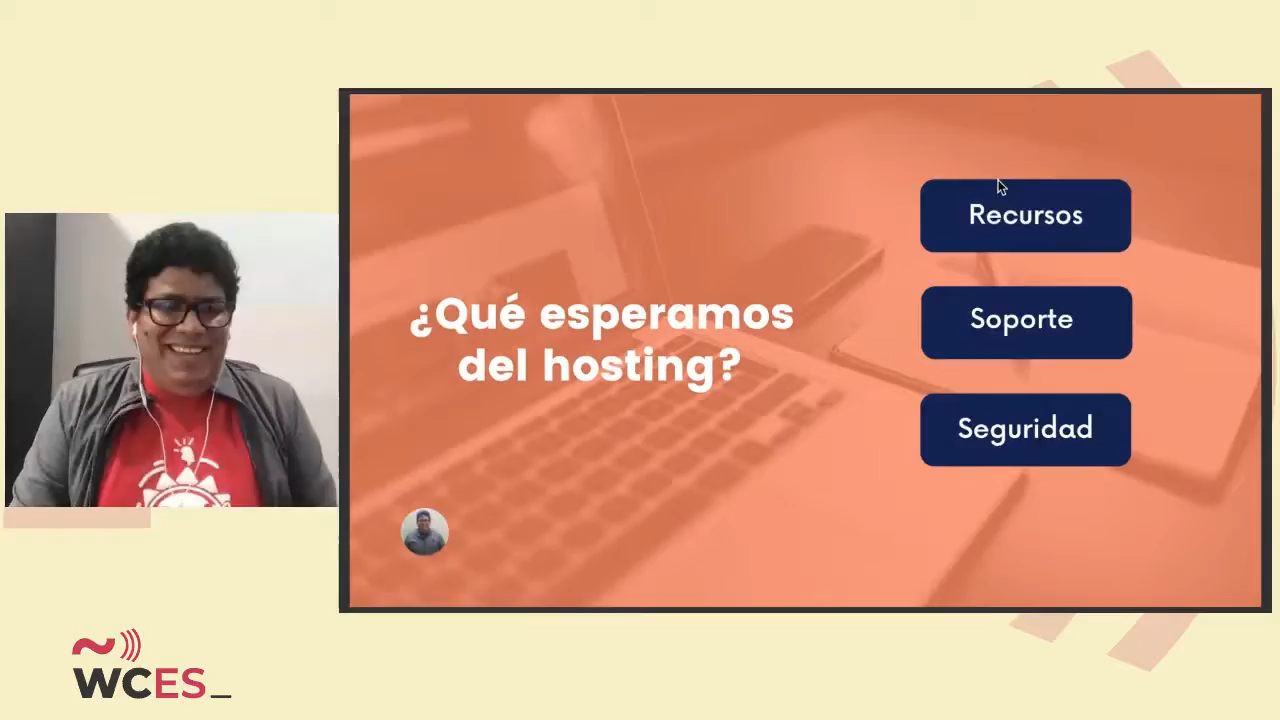 ¿Qué esperamos
del hosting?
Recursos
Soporte
Seguridad
WCES_